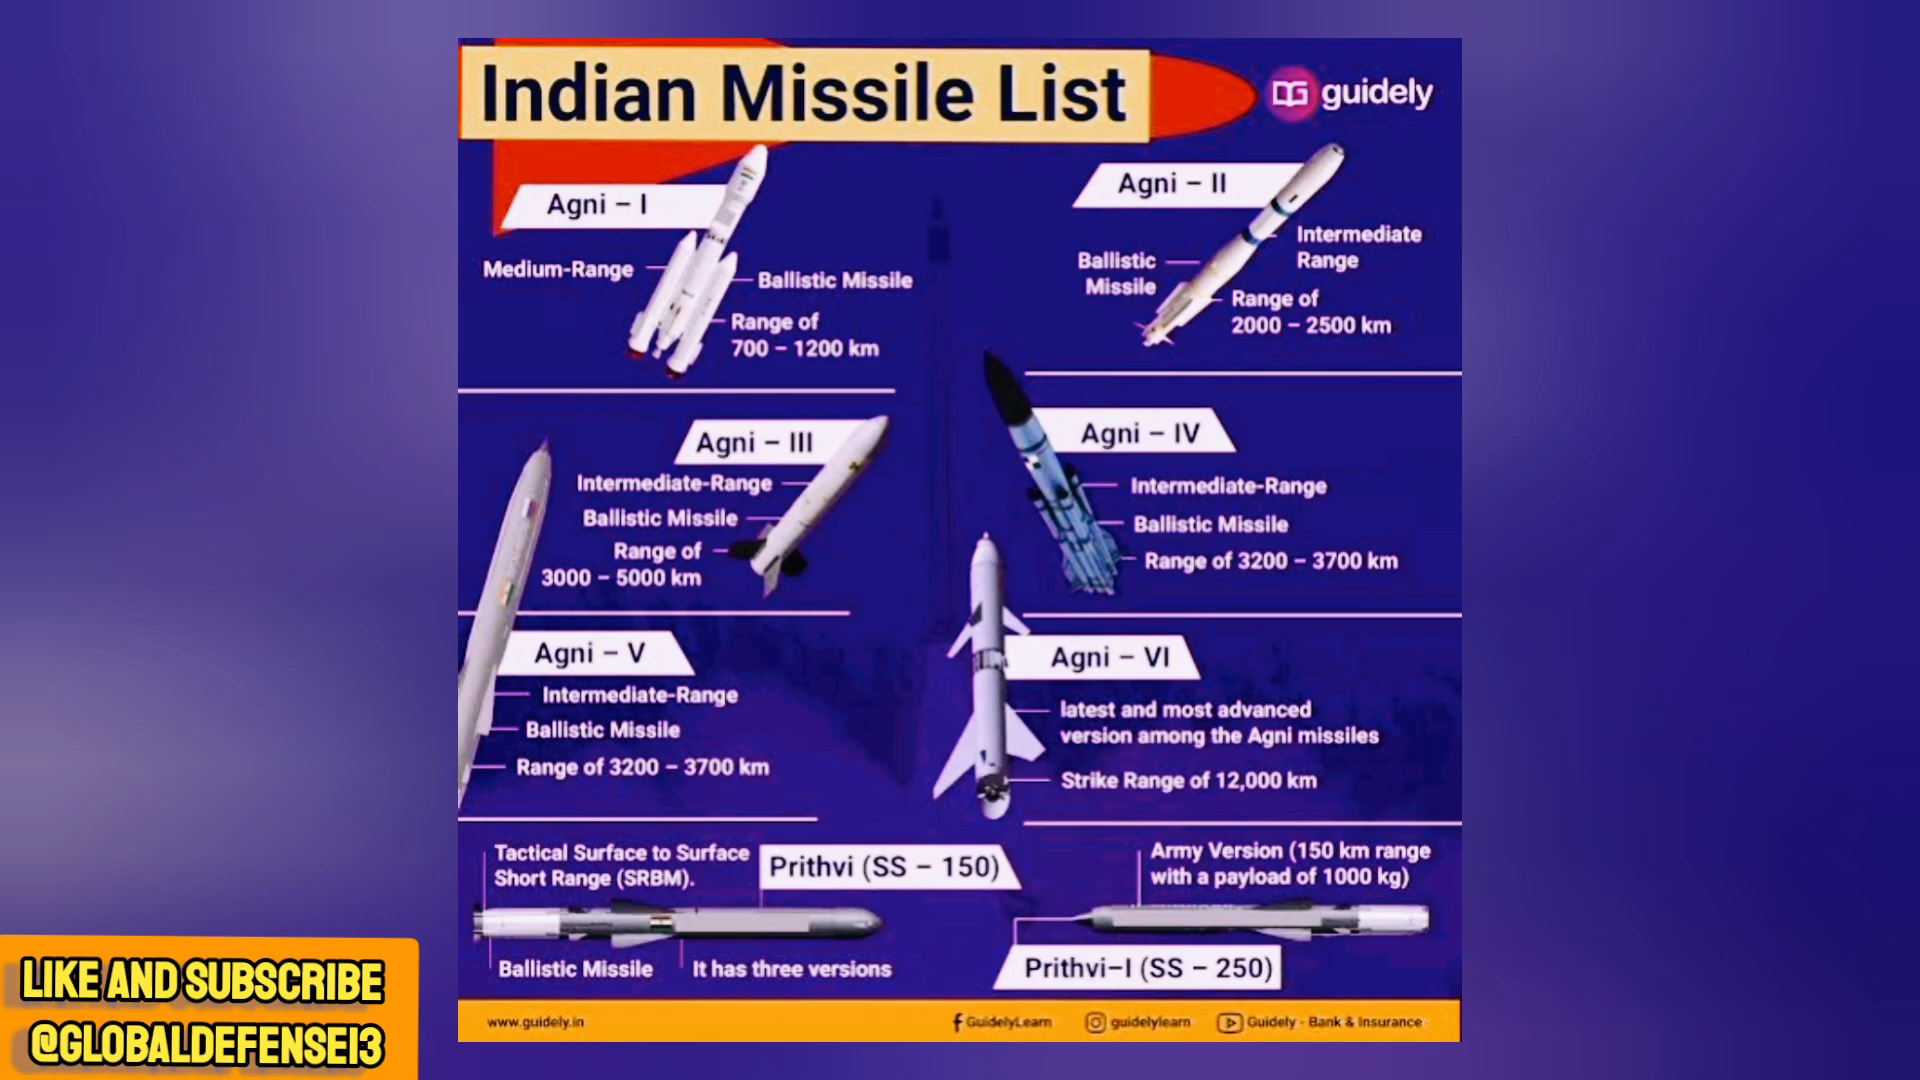 Indian Missile List
guidely
Agni – I
Medium-Range
Ballistic Missile
Range of
700 – 1200 km
Agni – II
Intermediate
Range
Ballistic
Missile
Range of
2000 – 2500 km
Agni – III
Intermediate-Range
Ballistic Missile
Range of
3000 – 5000 km
Agni – IV
Intermediate-Range
Ballistic Missile
Range of 3200 – 3700 km
Agni – V
Intermediate-Range
Ballistic Missile
Range of 3200 – 3700 km
Agni – VI
latest and most advanced
version among the Agni missiles
Strike Range of 12,000 km
Tactical Surface to Surface
Short Range (SRBM).
Prithvi (SS – 150)
Ballistic Missile
It has three versions
Army Version (150 km range
with a payload of 1000 kg)
Prithvi–I (SS – 250)
www.guidely.in
GuidelyLearn
guidelylearn
Guidely - Bank & Insurance
LIKE AND SUBSCRIBE
@GLOBALDEFENSE13